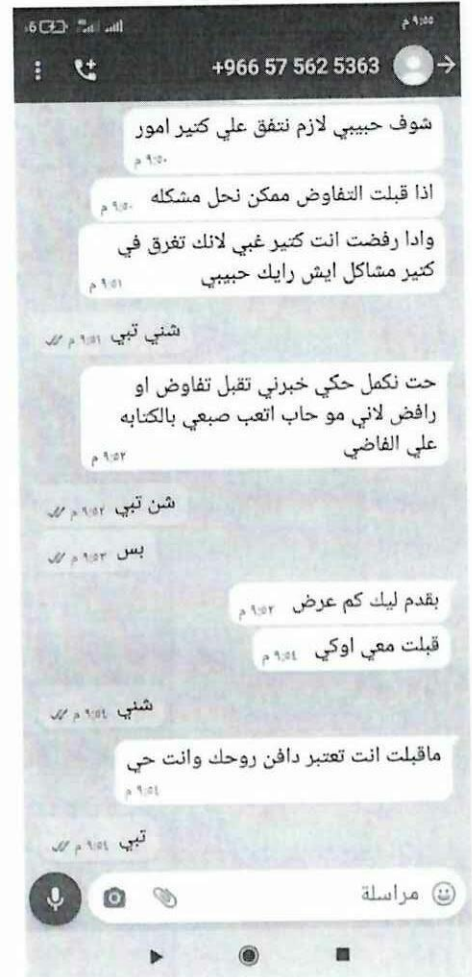 ٩:٥٥ م
+966 57 562 5363
شوف حبيبي لازم نتفق علي كتير امور
٩:٥٠ م
اذا قبلت التفاوض ممكن نحل مشكله
٩:٥٠ م
وادا رفضت انت كتير غبي لانك تغرق في
كتير مشاكل ايش رايك حبيبي
٩:٥١ م
شني تبي ٩:٥١ م
حت نكمل حكي خبرني تقبل تفاوض او
رافض لاني مو حاب اتعب صبعي بالكتابه
علي الفاضي
٩:٥٢ م
شن تبي ٩:٥٢ م
بس ٩:٥٣ م
بقدم ليك كم عرض ٩:٥٣ م
قبلت معي اوكي ٩:٥٤ م
شني ٩:٥٤ م
ماقبلت انت تعتبر دافن روحك وانت حي
٩:٥٤ م
تبي ٩:٥٤ م
مراسلة